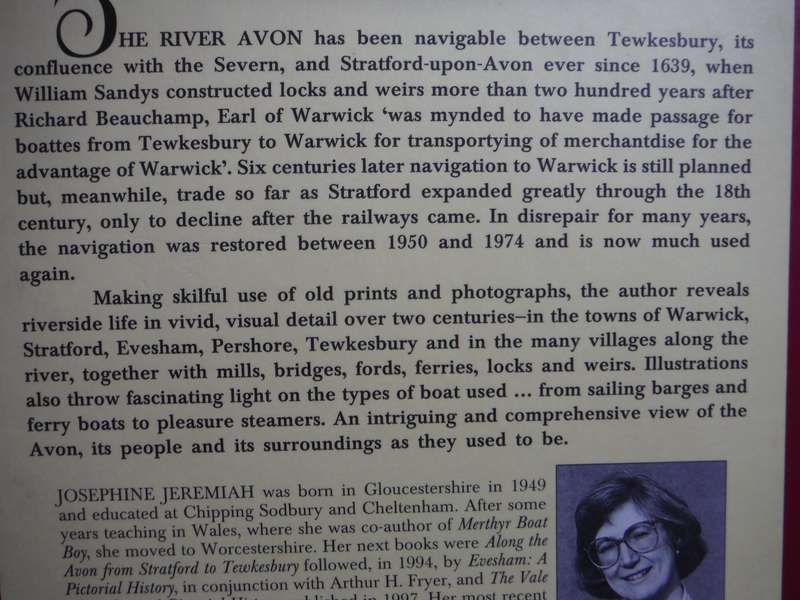 THE RIVER AVON has been navigable between Tewkesbury, its
confluence with the Severn, and Stratford-upon-Avon ever since 1639, when
William Sandys constructed locks and weirs more than two hundred years after
Richard Beauchamp, Earl of Warwick ‘was mynded to have made passage for
boattes from Tewkesbury to Warwick for transportying of merchantdise for the
advantage of Warwick’. Six centuries later navigation to Warwick is still planned
but, meanwhile, trade so far as Stratford expanded greatly through the 18th
century, only to decline after the railways came. In disrepair for many years,
the navigation was restored between 1950 and 1974 and is now much used
again.
Making skilful use of old prints and photographs, the author reveals
riverside life in vivid, visual detail over two centuries–in the towns of Warwick,
Stratford, Evesham, Pershore, Tewkesbury and in the many villages along the
river, together with mills, bridges, fords, ferries, locks and weirs. Illustrations
also throw fascinating light on the types of boat used ... from sailing barges and
ferry boats to pleasure steamers. An intriguing and comprehensive view of the
Avon, its people and its surroundings as they used to be.
JOSEPHINE JEREMIAH was born in Gloucestershire in 1949
and educated at Chipping Sodbury and Cheltenham. After some
years teaching in Wales, where she was co-author of Merthyr Boat
Boy, she moved to Worcestershire. Her next books were Along the
Avon from Stratford to Tewkesbury followed, in 1994, by Evesham: A
Pictorial History, in conjunction with Arthur H. Fryer, and The Vale
published in 1997. Her most recent